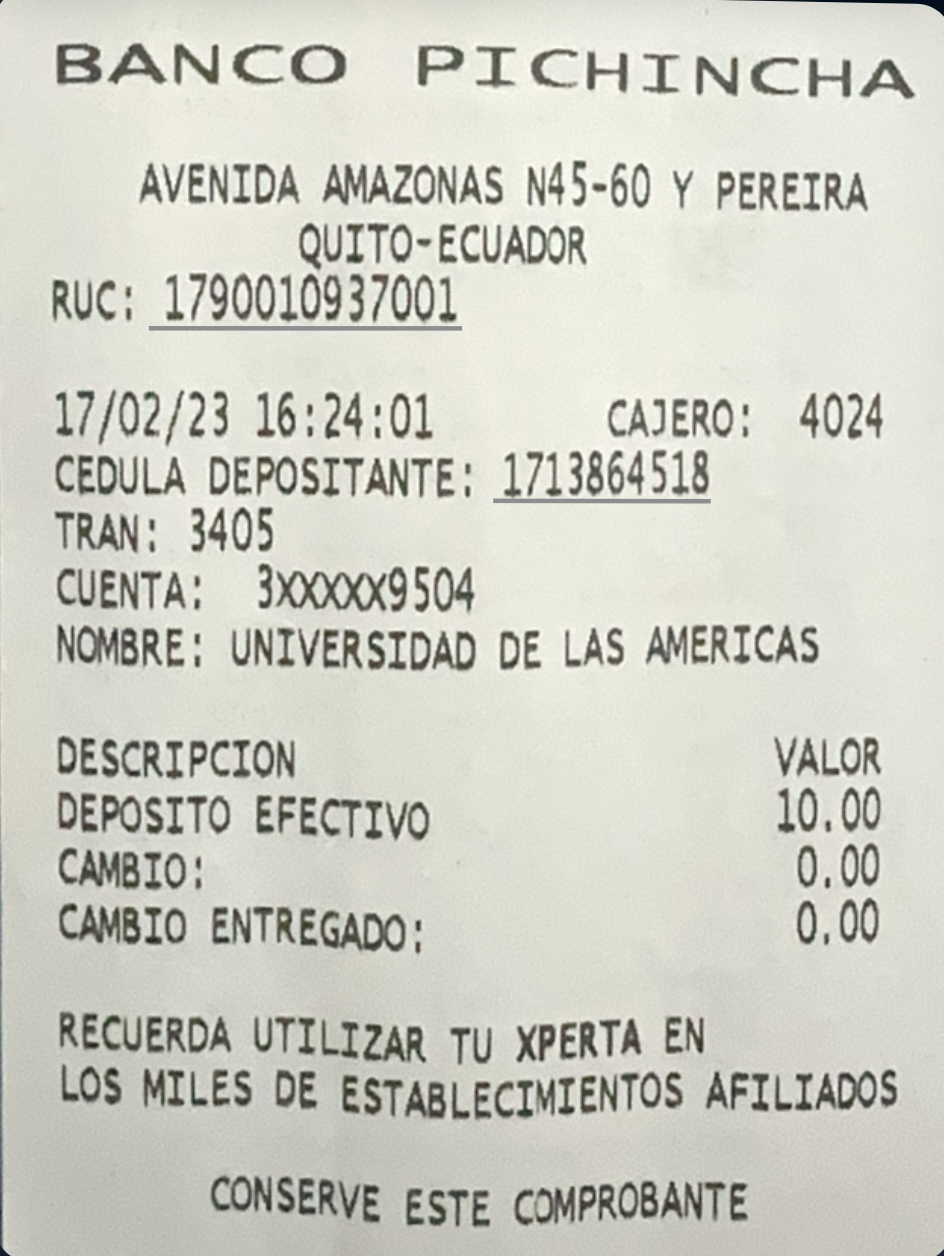 BANCO PICHINCHA
AVENIDA AMAZONAS N45-60 Y PEREIRA
QUITO-ECUADOR
RUC: 1790010937001
17/02/23 16:24:01 CAJERO: 4024
CEDULA DEPOSITANTE: 1713864518
TRAN: 3405
CUENTA: 3XXXXX9504
NOMBRE: UNIVERSIDAD DE LAS AMERICAS
DESCRIPCION VALOR
DEPOSITO EFECTIVO 10.00
CAMBIO: 0.00
CAMBIO ENTREGADO: 0.00
RECUERDA UTILIZAR TU XPERTA EN
LOS MILES DE ESTABLECIMIENTOS AFILIADOS
CONSERVE ESTE COMPROBANTE